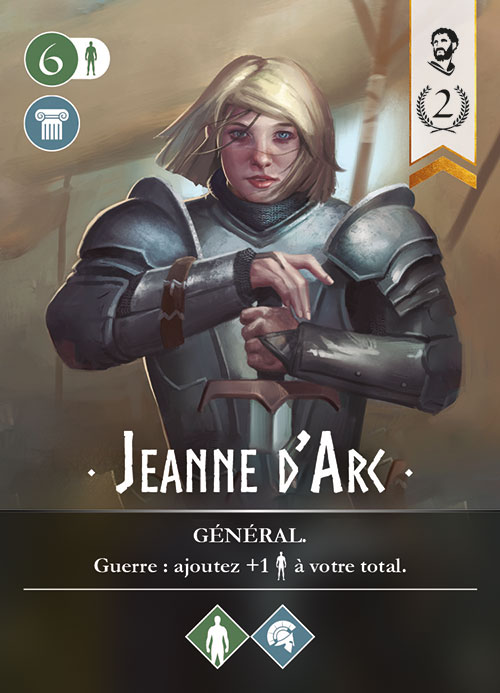 6
2
· JEANNE D'ARC ·
GÉNÉRAL.
Guerre : ajoutez +1 à votre total.